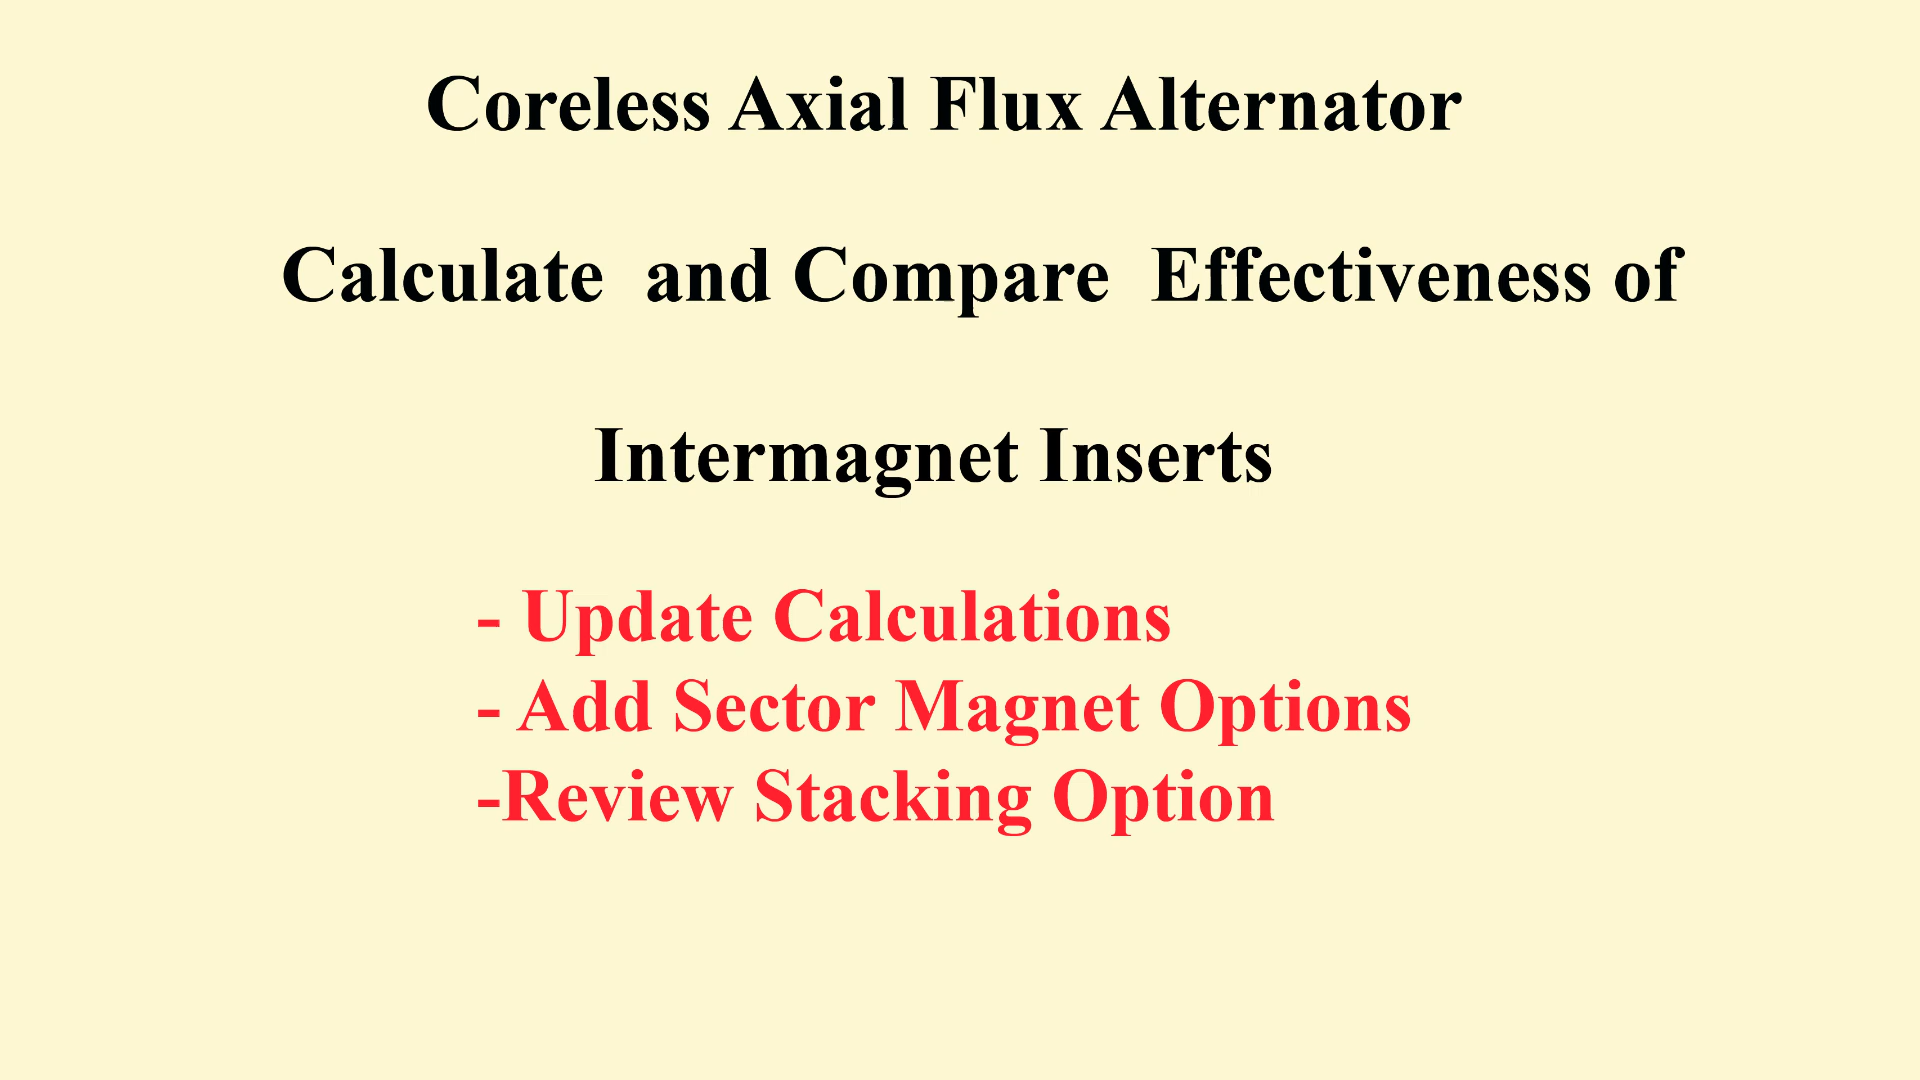 Coreless Axial Flux Alternator
Calculate and Compare Effectiveness of
Intermagnet Inserts
- Update Calculations
- Add Sector Magnet Options
-Review Stacking Option